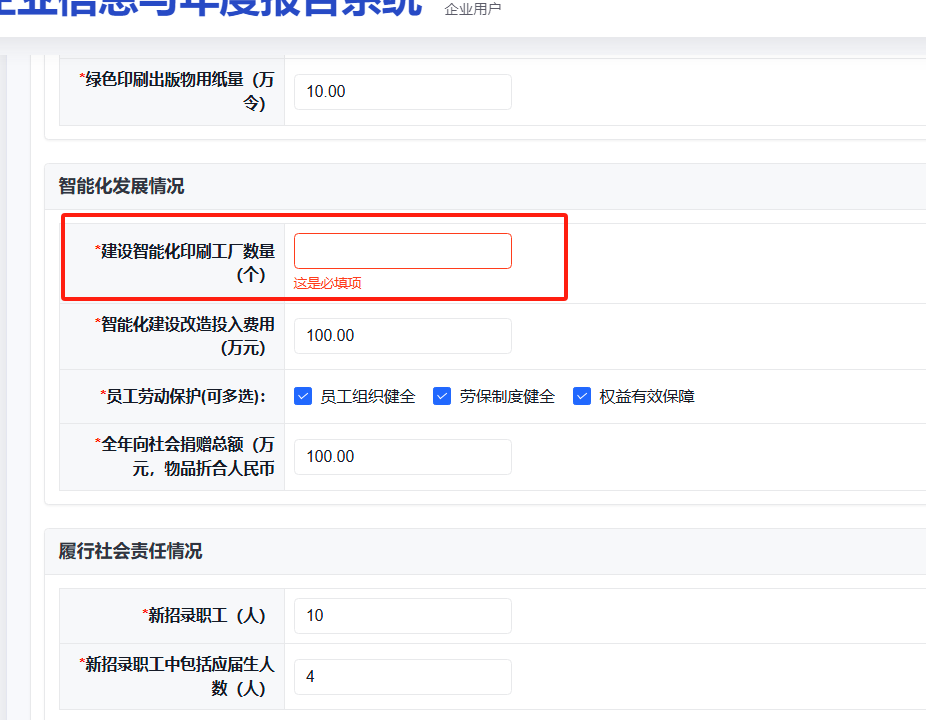 企业信息与年度报告系统 企业用户
*绿色印刷出版物用纸量（万
令） 10.00
智能化发展情况
*建设智能化印刷工厂数量
（个）
这是必填项
*智能化建设改造投入费用
（万元） 100.00
*员工劳动保护(可多选)： 员工组织健全 劳保制度健全 权益有效保障
*全年向社会捐赠总额（万
元，物品折合人民币 100.00
履行社会责任情况
*新招录职工（人） 10
*新招录职工中包括应届生人
数（人） 4